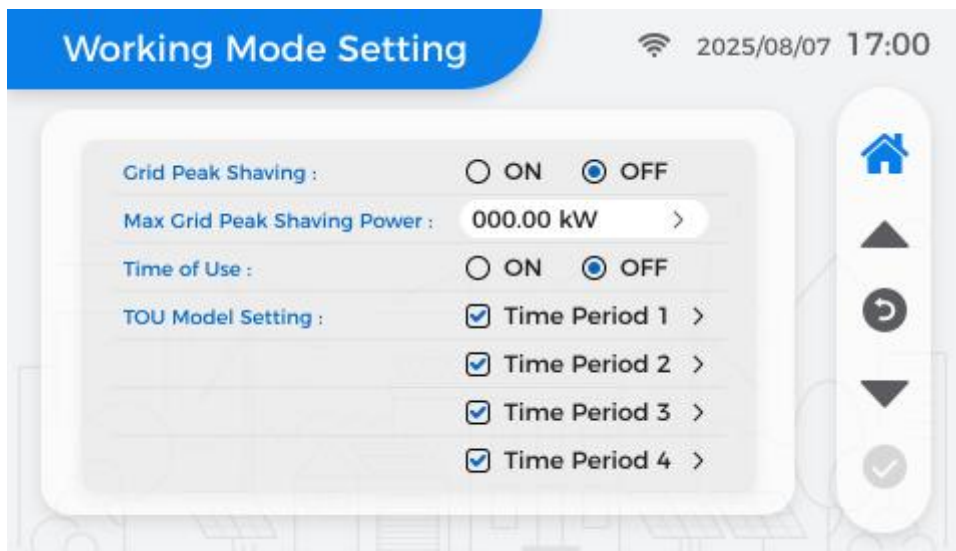 Working Mode Setting 2025/08/07 17:00
Grid Peak Shaving : ON OFF
Max Grid Peak Shaving Power : 000.00 kW >
Time of Use : ON OFF
TOU Model Setting : Time Period 1 >
Time Period 2 >
Time Period 3 >
Time Period 4 >